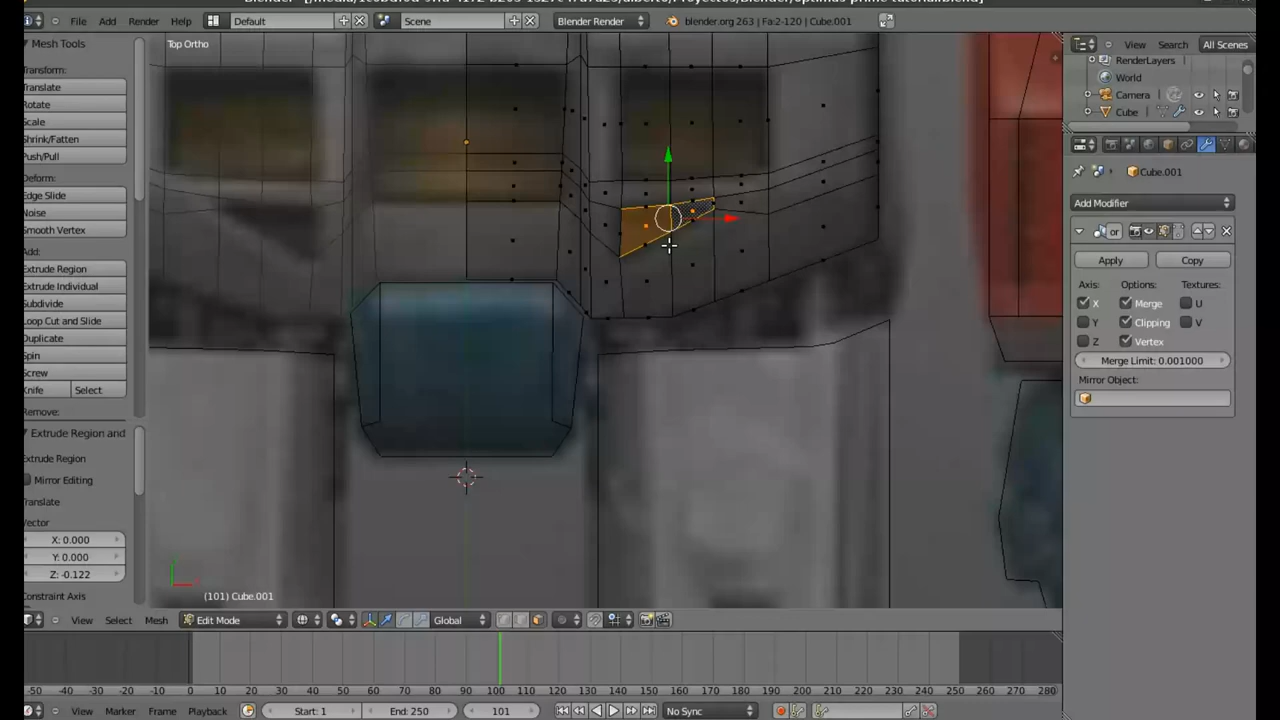 File Add Render Help Default Scene Blender Render blender.org 263 | Fa:2-120 | Cube.001
Mesh Tools
Transform:
Translate
Rotate
Scale
Shrink/Fatten
Push/Pull
Deform:
Edge Slide
Noise
Smooth Vertex
Add:
Extrude Region
Extrude Individual
Subdivide
Loop Cut and Slide
Duplicate
Spin
Screw
Knife Select
Remove:
Extrude Region and
Extrude Region
Mirror Editing
Translate
Vector
X: 0.000
Y: 0.000
Z: -0.122
Constraint Axis
Top Ortho
(101) Cube.001
View Select Mesh Edit Mode Global
-50 -40 -30 -20 -10 0 10 20 30 40 50 60 70 80 90 100 110 120 130 140 150 160 170 180 190 200 210 220 230 240 250 260 270 280
View Marker Frame Playback Start: 1 End: 250 101 No Sync
View Search All Scenes
RenderLayers
World
Camera
Cube
Cube.001
Add Modifier
or
Apply Copy
Axis: Options: Textures:
X Merge U
Y Clipping V
Z Vertex
Merge Limit: 0.001000
Mirror Object: